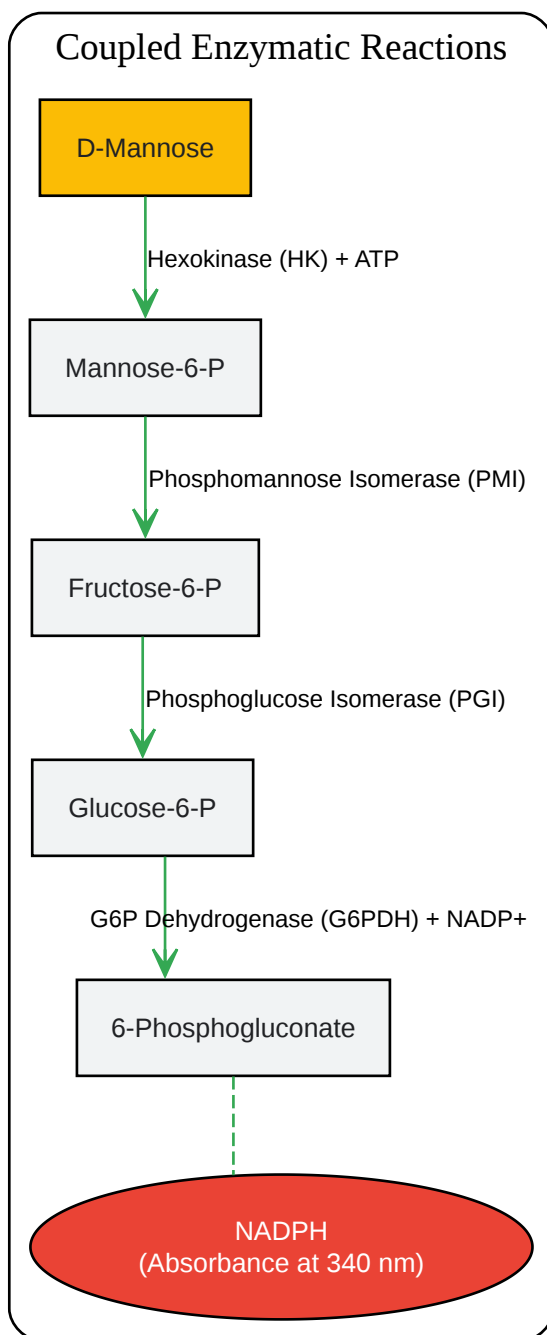 Coupled Enzymatic Reactions
D-Mannose
Hexokinase (HK) + ATP
Mannose-6-P
Phosphomannose Isomerase (PMI)
Fructose-6-P
Phosphoglucose Isomerase (PGI)
Glucose-6-P
G6P Dehydrogenase (G6PDH) + NADP+
6-Phosphogluconate
NADPH
(Absorbance at 340 nm)